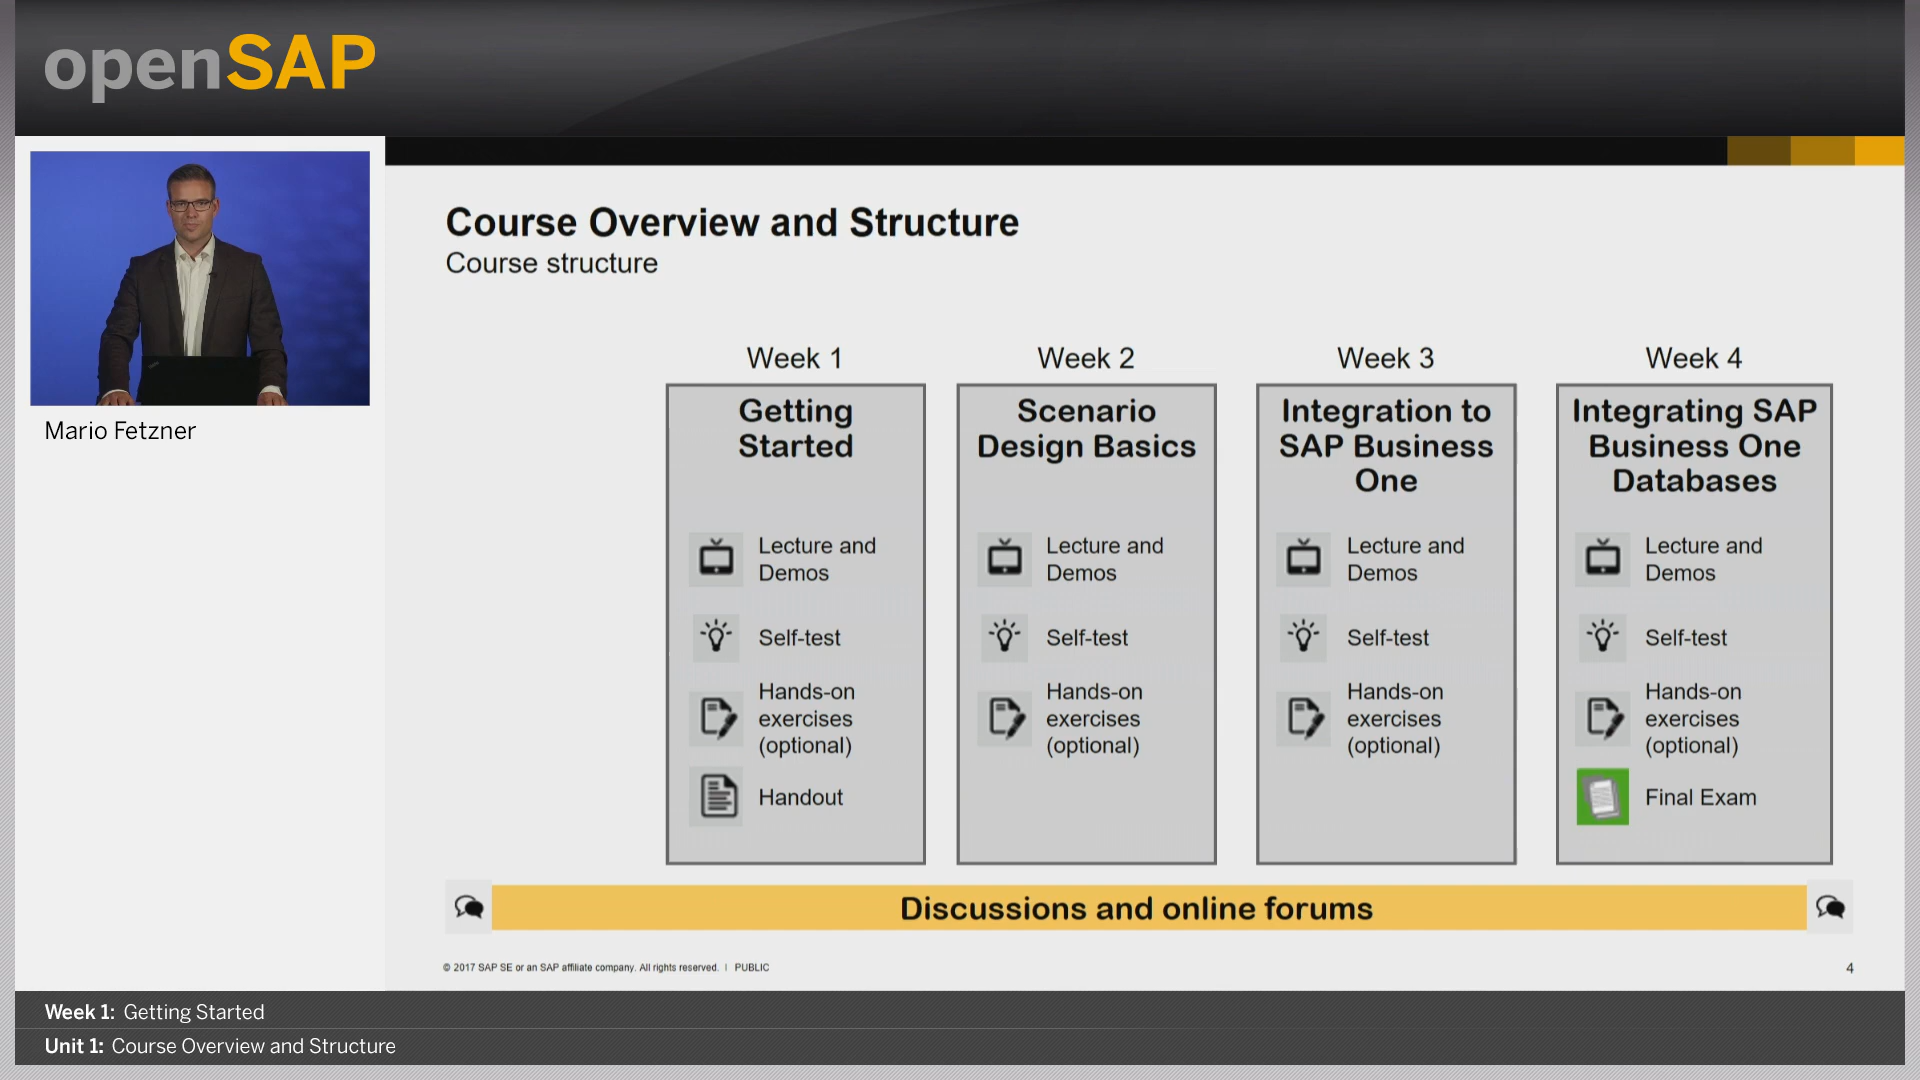 openSAP
Mario Fetzner
Course Overview and Structure
Course structure
Week 1
Getting
Started
Lecture and
Demos
Self-test
Hands-on
exercises
(optional)
Handout
Week 2
Scenario
Design Basics
Lecture and
Demos
Self-test
Hands-on
exercises
(optional)
Week 3
Integration to
SAP Business
One
Lecture and
Demos
Self-test
Hands-on
exercises
(optional)
Week 4
Integrating SAP
Business One
Databases
Lecture and
Demos
Self-test
Hands-on
exercises
(optional)
Final Exam
Discussions and online forums
© 2017 SAP SE or an SAP affiliate company. All rights reserved. | PUBLIC
4
Week 1: Getting Started
Unit 1: Course Overview and Structure